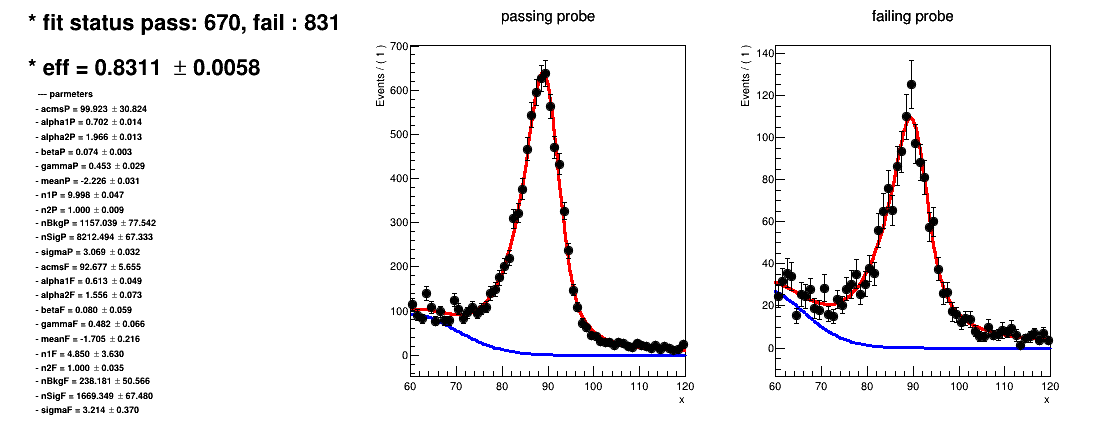 * fit status pass: 670, fail : 831
* eff = 0.8311 ± 0.0058
--- parmeters
- acmsP = 99.923 ± 30.824
- alpha1P = 0.702 ± 0.014
- alpha2P = 1.966 ± 0.013
- betaP = 0.074 ± 0.003
- gammaP = 0.453 ± 0.029
- meanP = -2.226 ± 0.031
- n1P = 9.998 ± 0.047
- n2P = 1.000 ± 0.009
- nBkgP = 1157.039 ± 77.542
- nSigP = 8212.494 ± 67.333
- sigmaP = 3.069 ± 0.032
- acmsF = 92.677 ± 5.655
- alpha1F = 0.613 ± 0.049
- alpha2F = 1.556 ± 0.073
- betaF = 0.080 ± 0.059
- gammaF = 0.482 ± 0.066
- meanF = -1.705 ± 0.216
- n1F = 4.850 ± 3.630
- n2F = 1.000 ± 0.035
- nBkgF = 238.181 ± 50.566
- nSigF = 1669.349 ± 67.480
- sigmaF = 3.214 ± 0.370
passing probe
Events / ( 1 )
700
600
500
400
300
200
100
0
60 70 80 90 100 110 120
x
failing probe
Events / ( 1 )
140
120
100
80
60
40
20
0
60 70 80 90 100 110 120
x